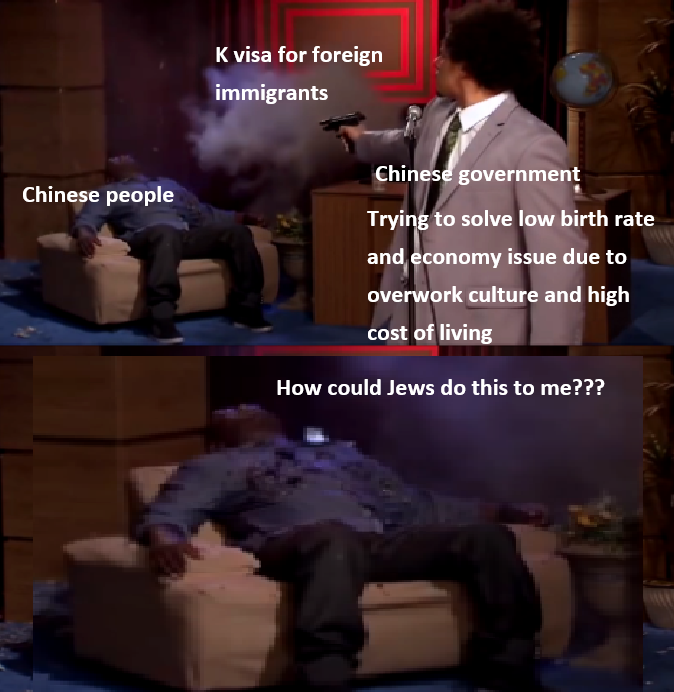 K visa for foreign
immigrants
Chinese people
Chinese government
Trying to solve low birth rate
and economy issue due to
overwork culture and high
cost of living
How could Jews do this to me???